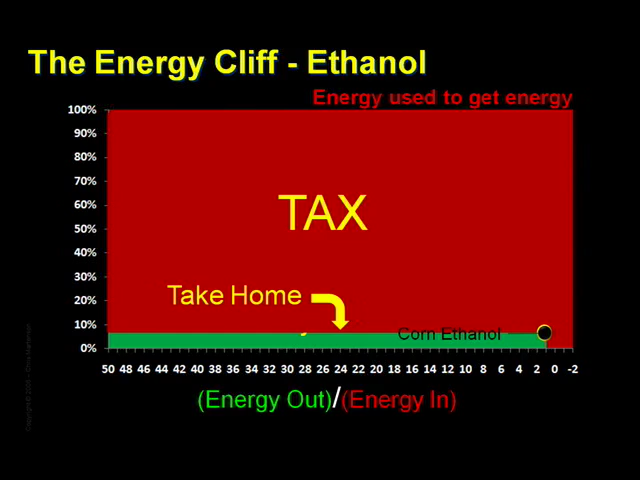 The Energy Cliff - Ethanol
Energy used to get energy
100%
90%
80%
70%
60%
50%
40%
30%
20%
10%
0%
TAX
Take Home
Corn Ethanol
50 48 46 44 42 40 38 36 34 32 30 28 26 24 22 20 18 16 14 12 10 8 6 4 2 0 -2
(Energy Out)/(Energy In)